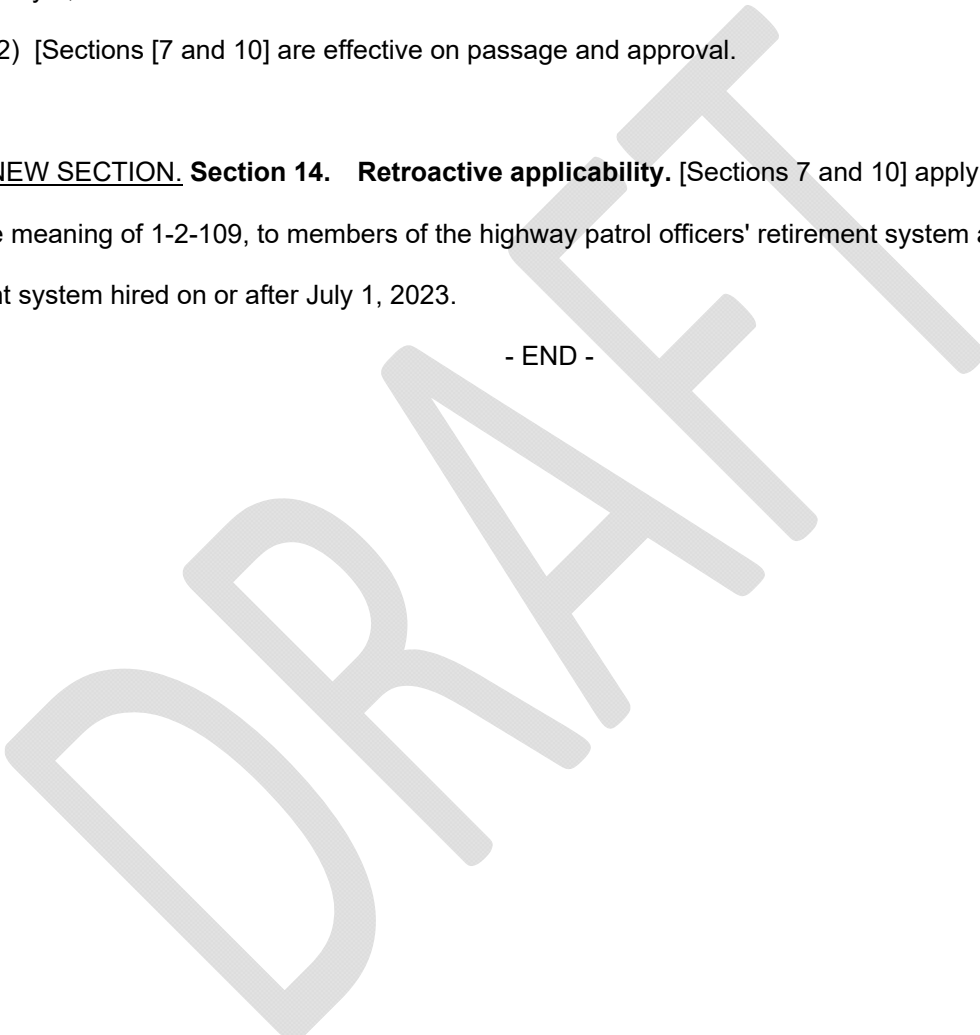 2) [Sections [7 and 10] are effective on passage and approval.
NEW SECTION. Section 14. Retroactive applicability. [Sections 7 and 10] apply
meaning of 1-2-109, to members of the highway patrol officers' retirement system
system hired on or after July 1, 2023.
- END -
DRAFT